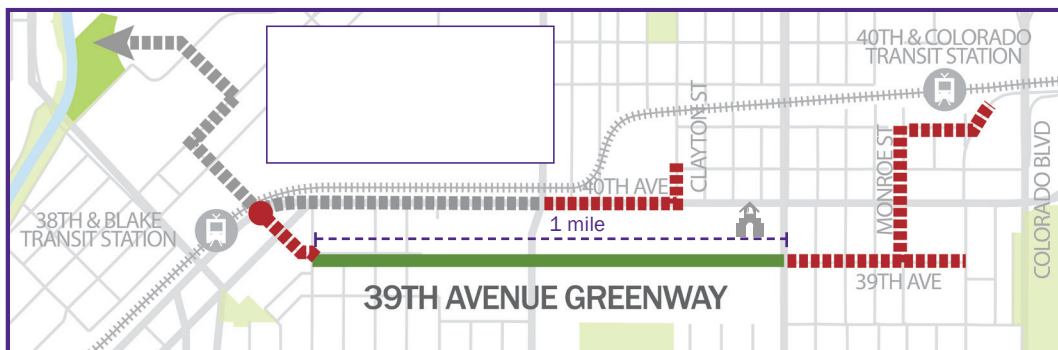 40TH & COLORADO
TRANSIT STATION
CLAYTON ST
MONROE ST
COLORADO BLVD
40TH AVE
38TH & BLAKE
TRANSIT STATION
1 mile
39TH AVE
39TH AVENUE GREENWAY